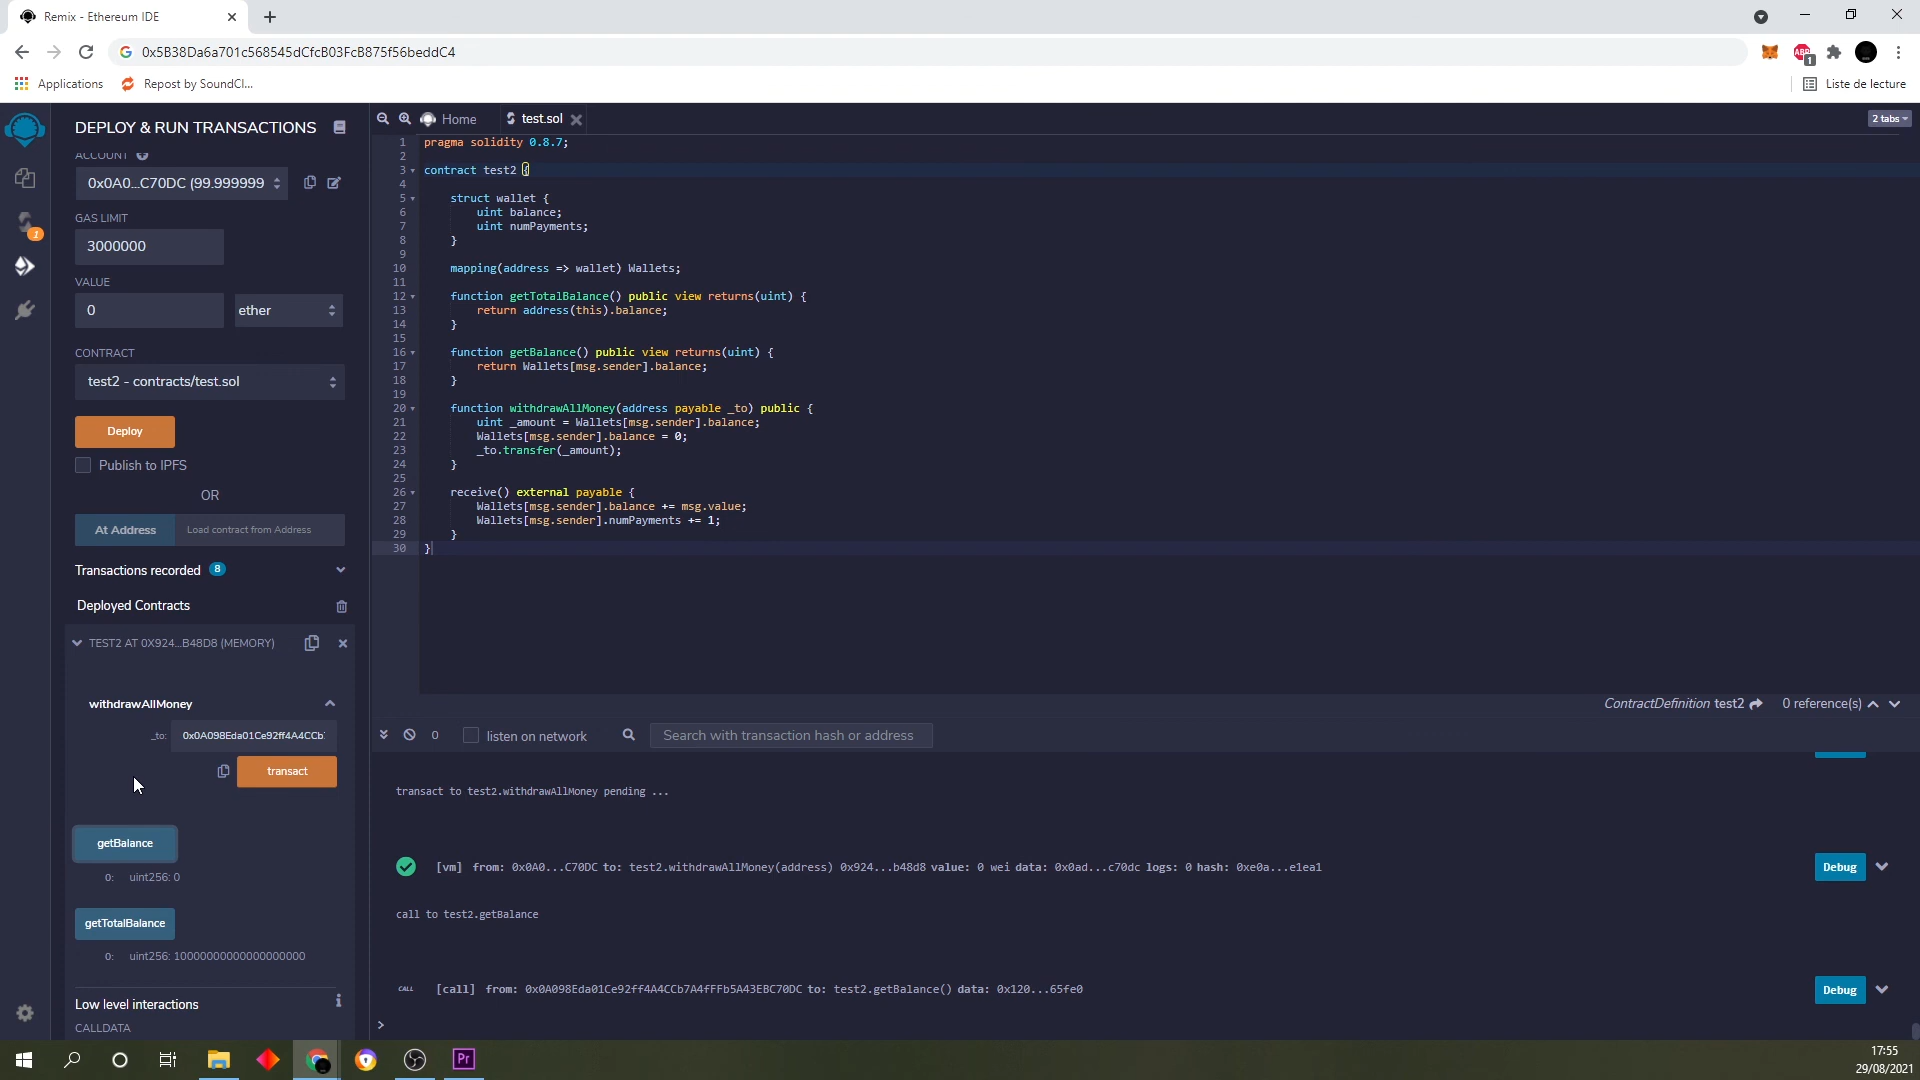 Remix - Ethereum IDE
0x5B38Da6a701c568545dCfcB03FcB875f56beddC4
ABP
1
Applications
Repost by SoundCl...
Liste de lecture
DEPLOY & RUN TRANSACTIONS
ACCOUNT
0x0A0...C70DC (99.999999
GAS LIMIT
3000000
VALUE
0
ether
CONTRACT
test2 - contracts/test.sol
Deploy
Publish to IPFS
OR
At Address
Load contract from Address
Transactions recorded 8
Deployed Contracts
TEST2 AT 0X924...B48D8 (MEMORY)
withdrawAllMoney
_to:
0x0A098Eda01Ce92ff4A4CCb
transact
getBalance
0: uint256: 0
getTotalBalance
0: uint256: 10000000000000000000
Low level interactions
i
CALLDATA
1
Home
test.sol
2 tabs
1 pragma solidity 0.8.7;
2
3 contract test2 {
4
5 struct wallet {
6 uint balance;
7 uint numPayments;
8 }
9
10 mapping(address => wallet) Wallets;
11
12 function getTotalBalance() public view returns(uint) {
13 return address(this).balance;
14 }
15
16 function getBalance() public view returns(uint) {
17 return Wallets[msg.sender].balance;
18 }
19
20 function withdrawAllMoney(address payable _to) public {
21 uint _amount = Wallets[msg.sender].balance;
22 Wallets[msg.sender].balance = 0;
23 _to.transfer(_amount);
24 }
25
26 receive() external payable {
27 Wallets[msg.sender].balance += msg.value;
28 Wallets[msg.sender].numPayments += 1;
29 }
30 }
ContractDefinition test2
0 reference(s)
0
listen on network
Search with transaction hash or address
transact to test2.withdrawAllMoney pending ...
[vm] from: 0x0A0...C70DC to: test2.withdrawAllMoney(address) 0x924...b48d8 value: 0 wei data: 0x0ad...c70dc logs: 0 hash: 0xe0a...e1ea1
Debug
call to test2.getBalance
CALL
[call] from: 0x0A098Eda01Ce92ff4A4CCb7A4fFFb5A43EBC70DC to: test2.getBalance() data: 0x120...65fe0
Debug
>
Pr
17:55
29/08/2021